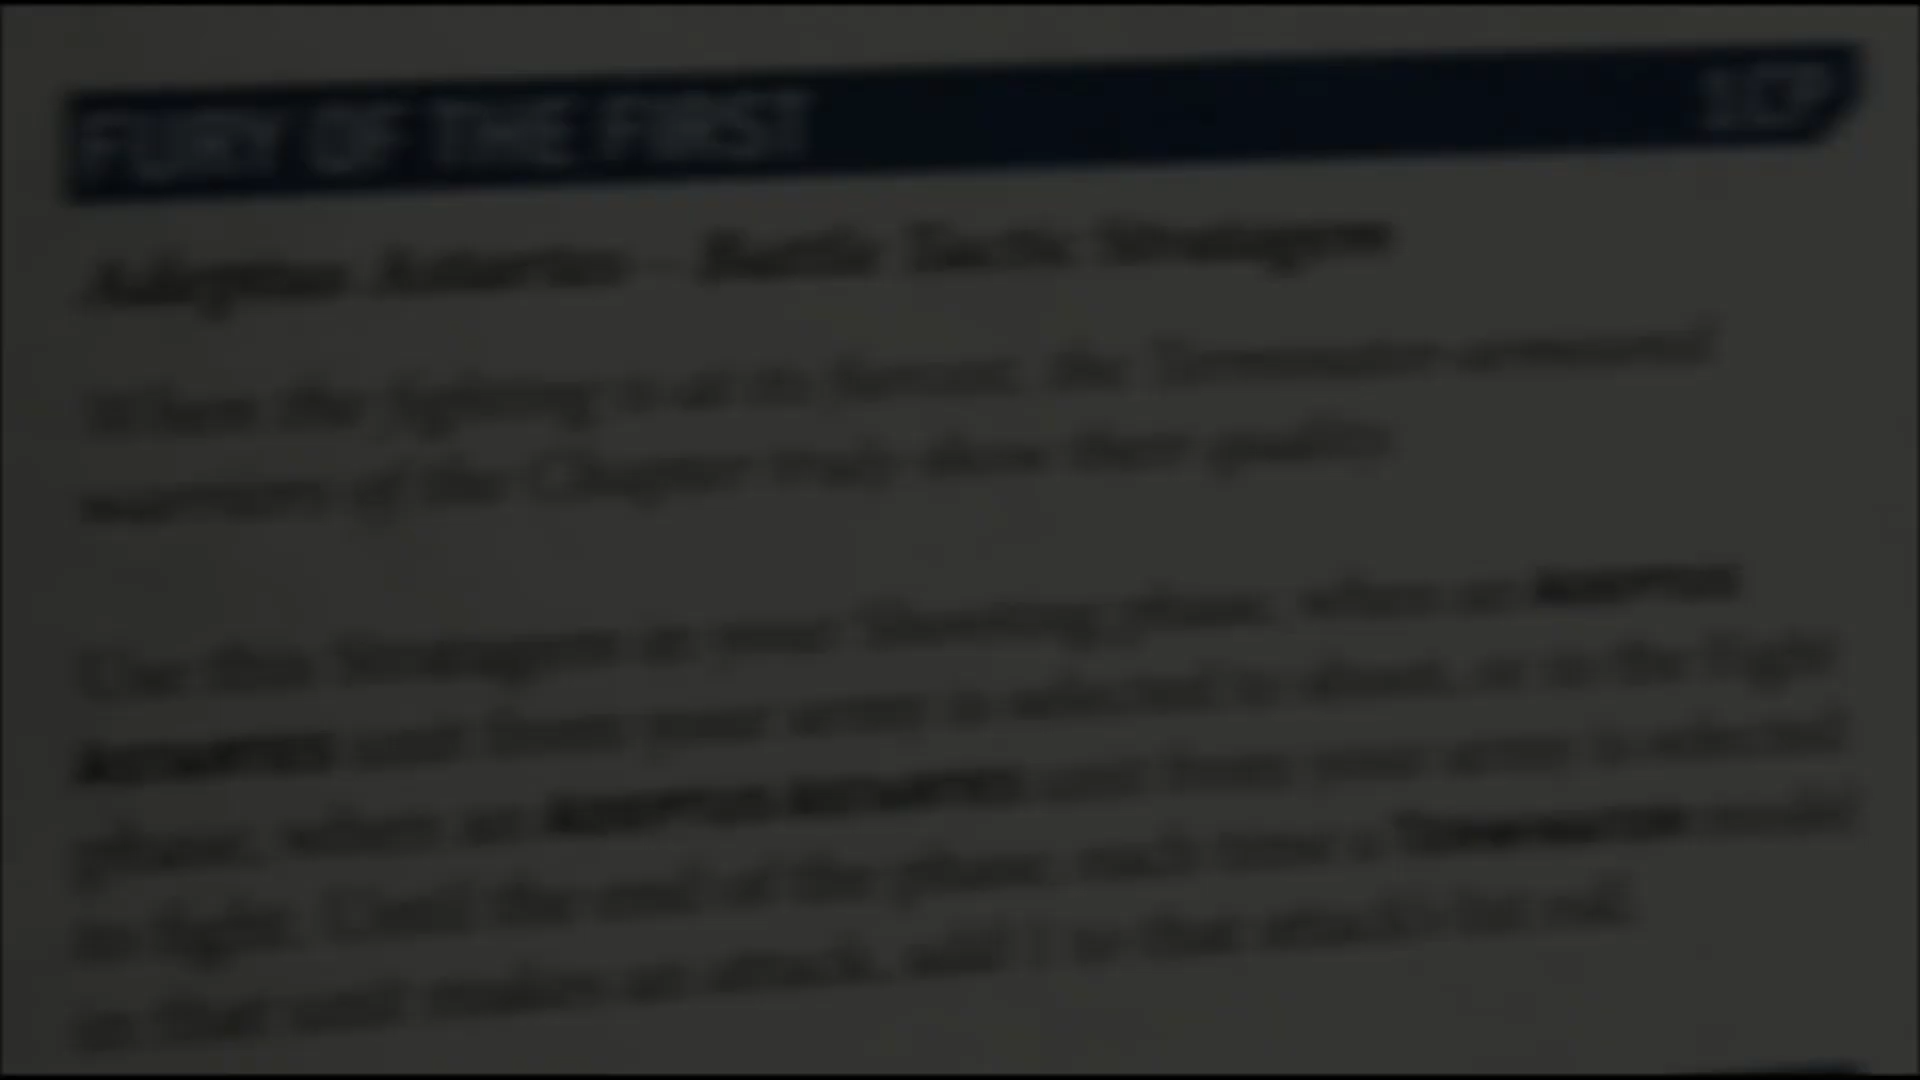 FURY OF THE FIRST 1CP
Adeptus Astartes – Battle Tactic Stratagem
Where the fighting is at its fiercest, the Terminator-armoured
warriors of the Chapter truly show their quality.
Use this Stratagem in your Shooting phase, when an ADEPTUS
ASTARTES unit from your army is selected to shoot, or in the Fight
phase, when an ADEPTUS ASTARTES unit from your army is selected
to fight. Until the end of the phase, each time a TERMINATOR model
in that unit makes an attack, add 1 to that attack's hit roll.